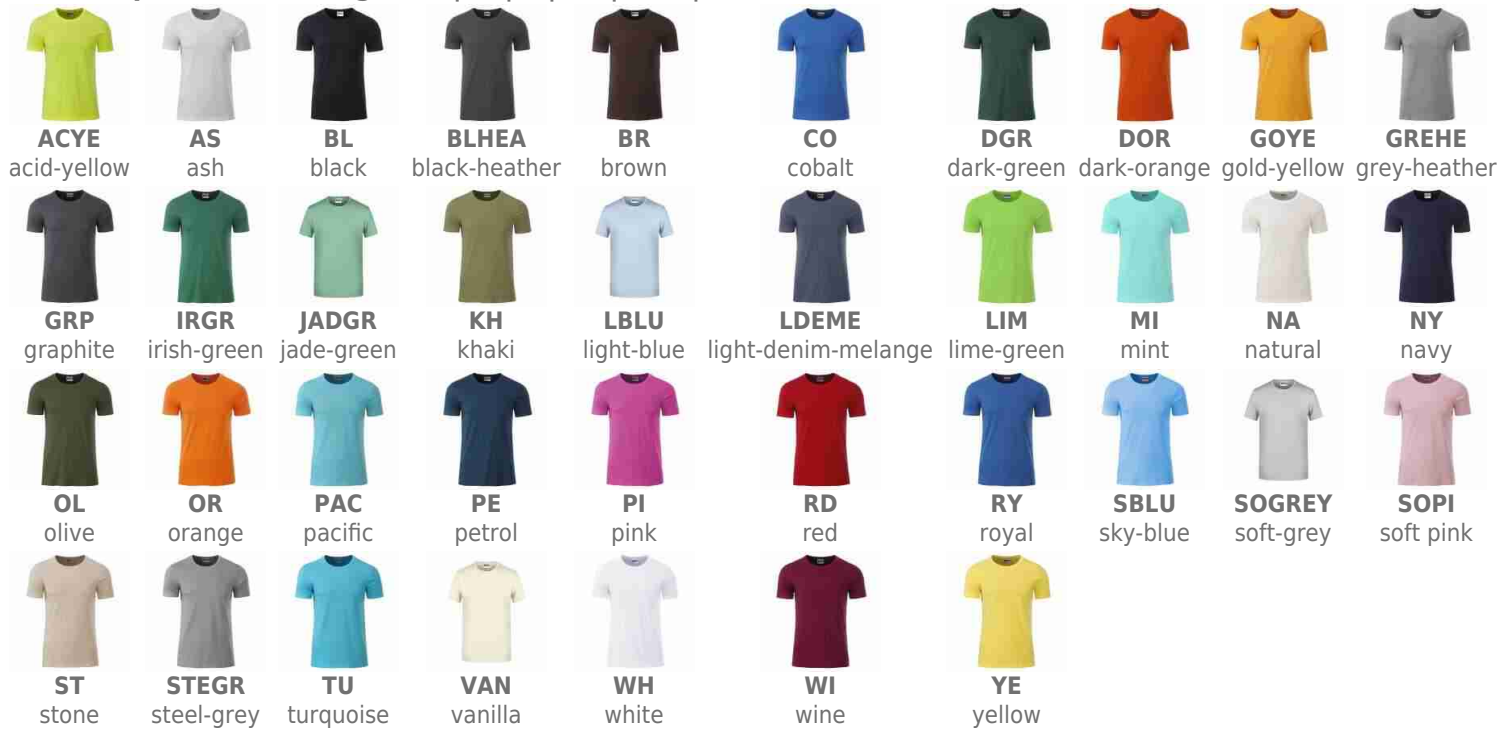 ACYE AS BL BLHEA BR CO DGR DOR GOYE GREHE
acid-yellow ash black black-heather brown cobalt dark-green dark-orange gold-yellow grey-heather
GRP IRGR JADGR KH LBLU LDEME LIM MI NA NY
graphite irish-green jade-green khaki light-blue light-denim-melange lime-green mint natural navy
OL OR PAC PE PI RD RY SBLU SOGREY SOPI
olive orange pacific petrol pink red royal sky-blue soft-grey soft pink
ST STEGR TU VAN WH WI YE
stone steel-grey turquoise vanilla white wine yellow